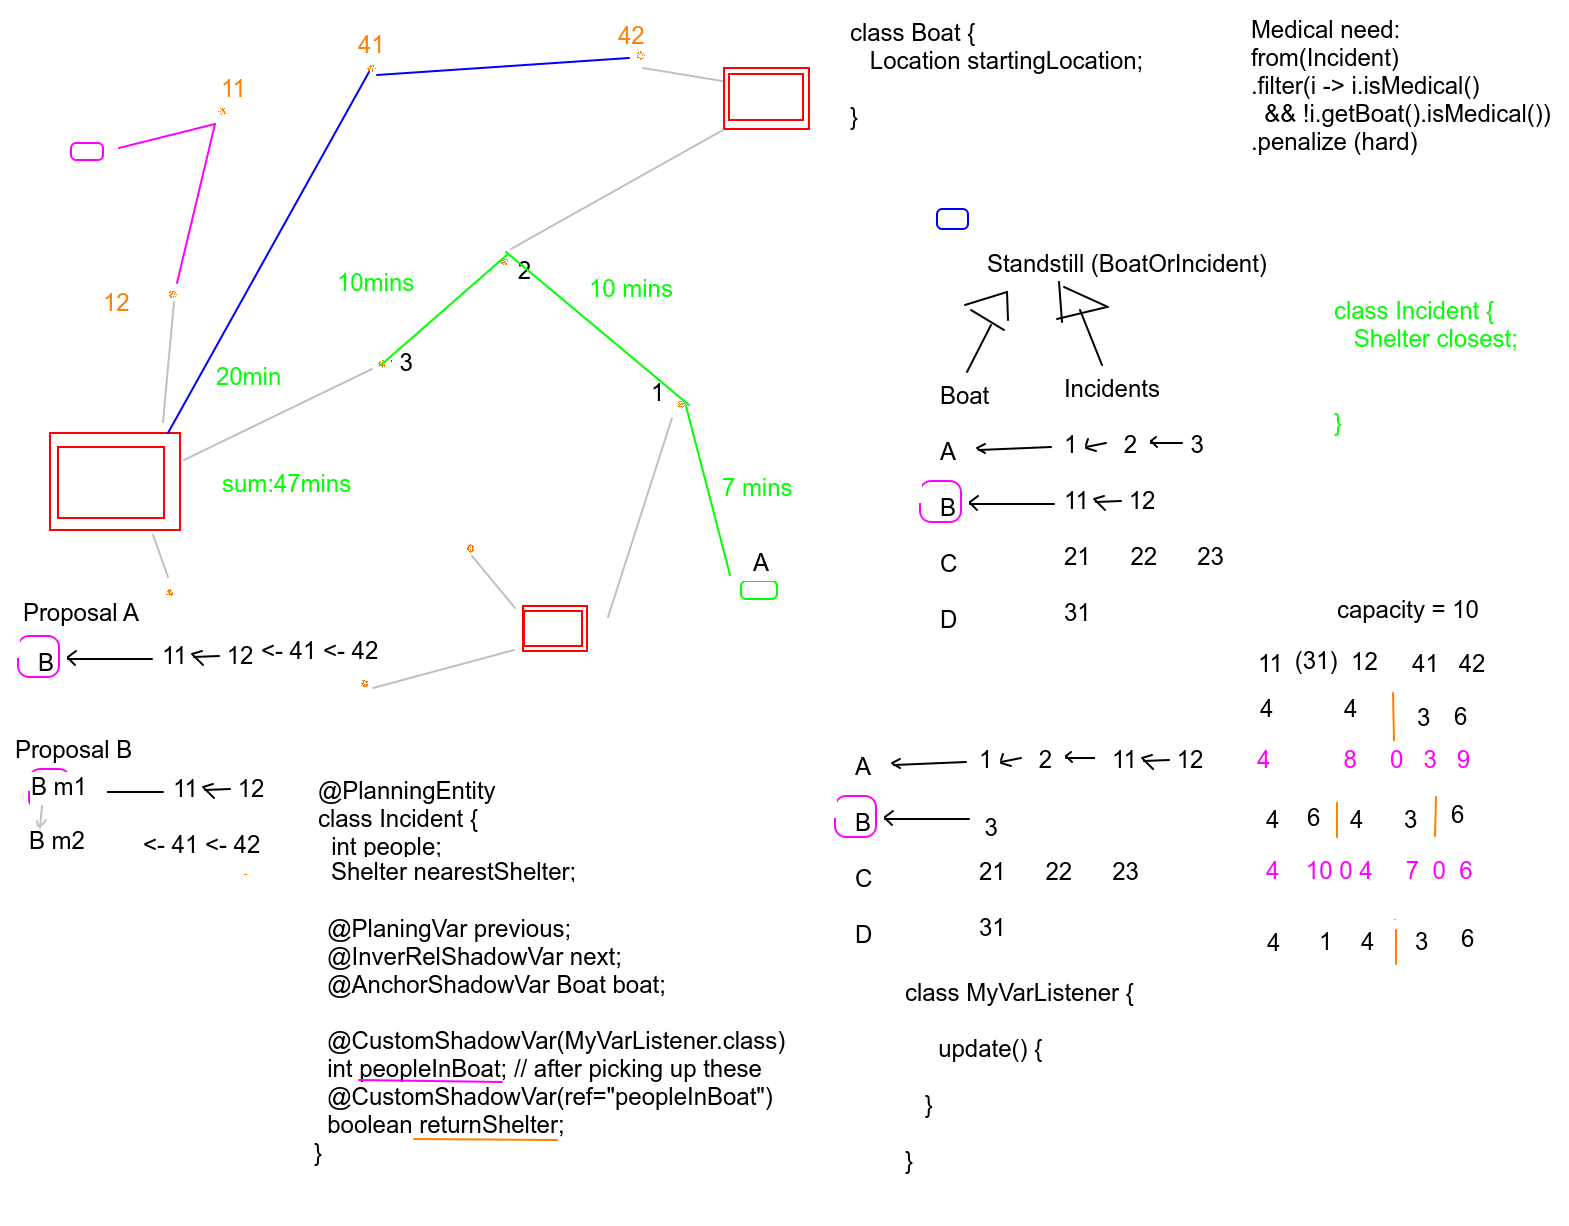 41
42
11
12
10mins
2
10 mins
3
20min
1
sum:47mins
7 mins
A
class Boat {
Location startingLocation;
}
Medical need:
from(Incident)
.filter(i -> i.isMedical()
&& !i.getBoat().isMedical())
.penalize (hard)
Standstill (BoatOrIncident)
class Incident {
Shelter closest;
}
Boat Incidents
A 1 2 3
B 11 12
C 21 22 23
D 31
Proposal A
B 11 12 <- 41 <- 42
Proposal B
B m1 11 12
B m2 <- 41 <- 42
@PlanningEntity
class Incident {
int people;
Shelter nearestShelter;
@PlaningVar previous;
@InverRelShadowVar next;
@AnchorShadowVar Boat boat;
@CustomShadowVar(MyVarListener.class)
int peopleInBoat; // after picking up these
@CustomShadowVar(ref="peopleInBoat")
boolean returnShelter;
}
A 1 2 11 12
B 3
C 21 22 23
D 31
class MyVarListener {
update() {
}
}
capacity = 10
11 (31) 12 41 42
4 4 3 6
4 8 0 3 9
4 6 4 3 6
4 10 0 4 7 0 6
4 1 4 3 6